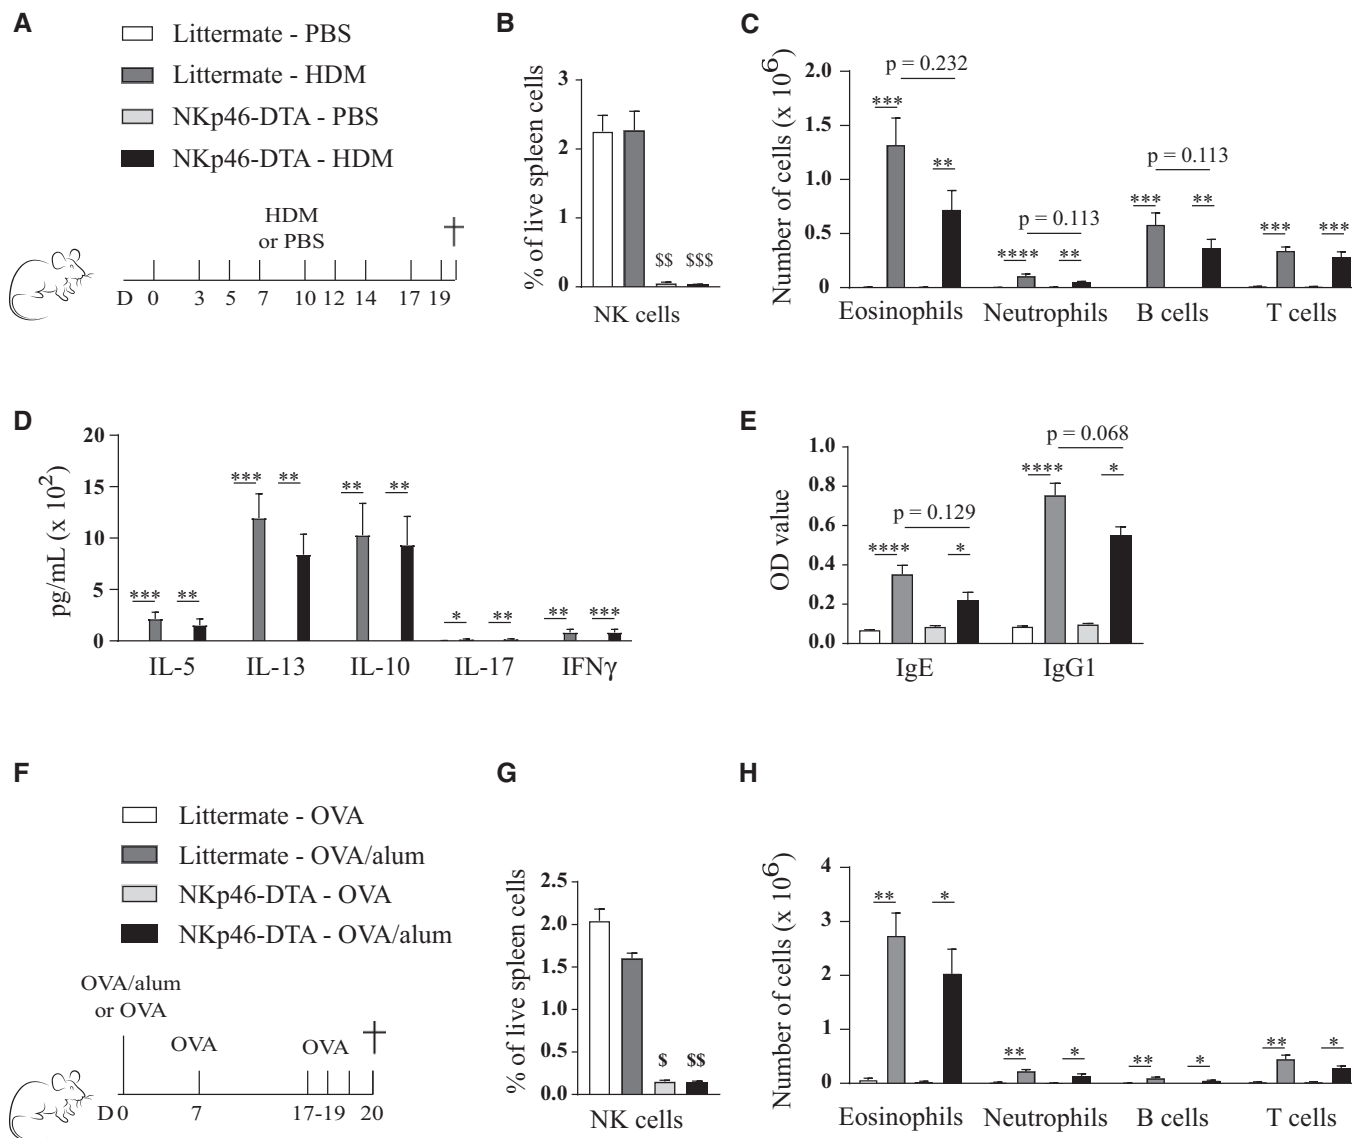 A
Littermate - PBS
Littermate - HDM
NKp46-DTA - PBS
NKp46-DTA - HDM
HDM
or PBS
D 0 3 5 7 10 12 14 17 19
B
% of live spleen cells
3
2
1
0
$$ $$$
NK cells
C
Number of cells (x 10^6)
2.0
1.5
1.0
0.5
0
p = 0.232
*** **
p = 0.113
**** **
p = 0.113
*** **
*** ***
Eosinophils Neutrophils B cells T cells
D
pg/mL (x 10^2)
20
15
10
5
0
*** **
*** **
** **
* **
** ***
IL-5 IL-13 IL-10 IL-17 IFNγ
E
OD value
1.0
0.8
0.6
0.4
0.2
0.0
p = 0.129
**** *
p = 0.068
**** *
IgE IgG1
F
Littermate - OVA
Littermate - OVA/alum
NKp46-DTA - OVA
NKp46-DTA - OVA/alum
OVA/alum
or OVA
OVA OVA
D 0 7 17-19 20
G
% of live spleen cells
2.5
2.0
1.5
1.0
0.5
0.0
$ $$
NK cells
H
Number of cells (x 10^6)
4
3
2
1
0
** *
** *
** *
** *
Eosinophils Neutrophils B cells T cells